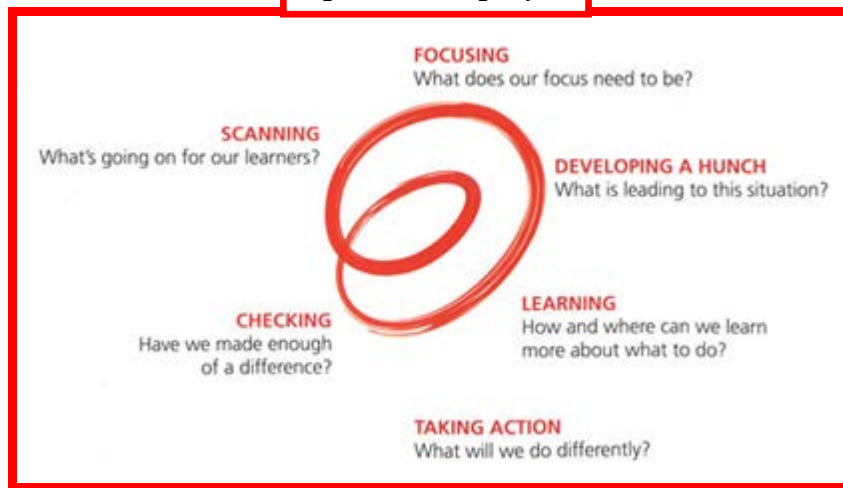 FOCUSING
What does our focus need to be?
SCANNING
What's going on for our learners?
DEVELOPING A HUNCH
What is leading to this situation?
LEARNING
How and where can we learn
more about what to do?
CHECKING
Have we made enough
of a difference?
TAKING ACTION
What will we do differently?